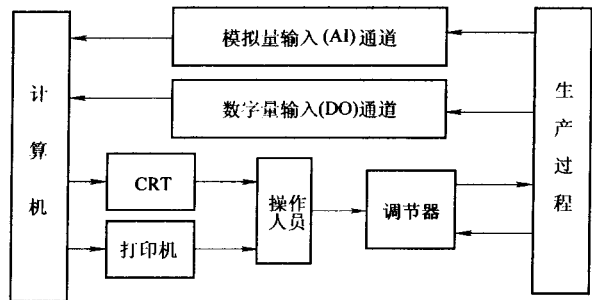 模拟量输入(AI)通道
数字量输入(DO)通道
计算机
CRT
打印机
操作
人员
调节器
生产过程